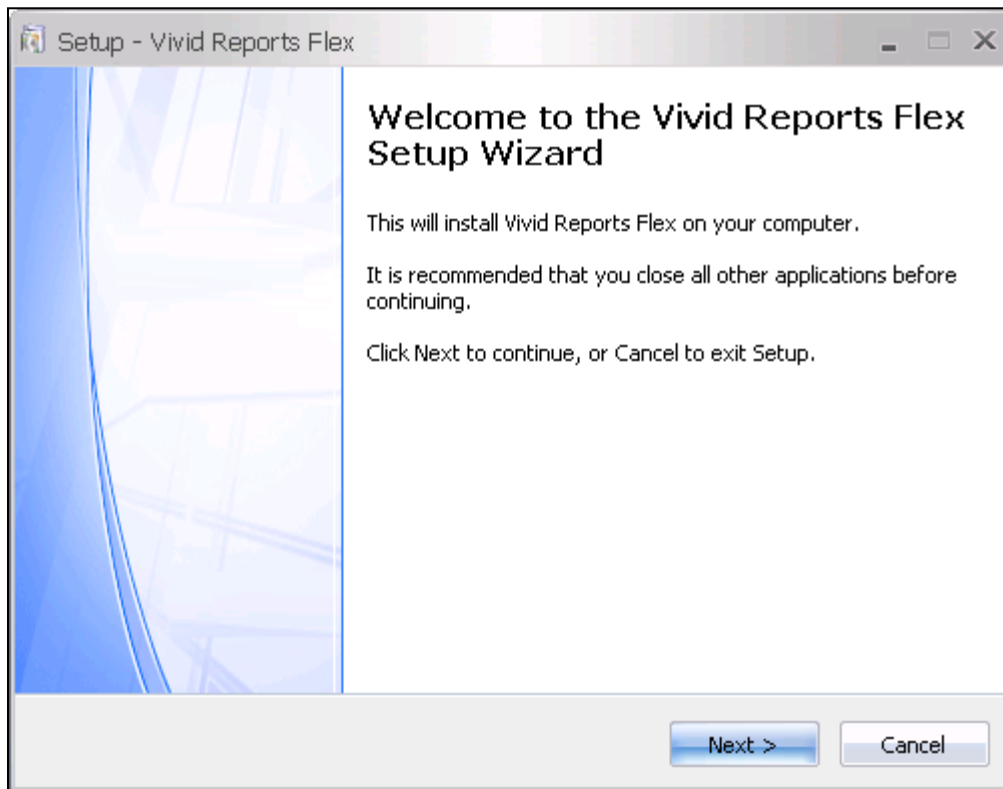 Setup - Vivid Reports Flex
Welcome to the Vivid Reports Flex
Setup Wizard
This will install Vivid Reports Flex on your computer.
It is recommended that you close all other applications before
continuing.
Click Next to continue, or Cancel to exit Setup.
Next >
Cancel